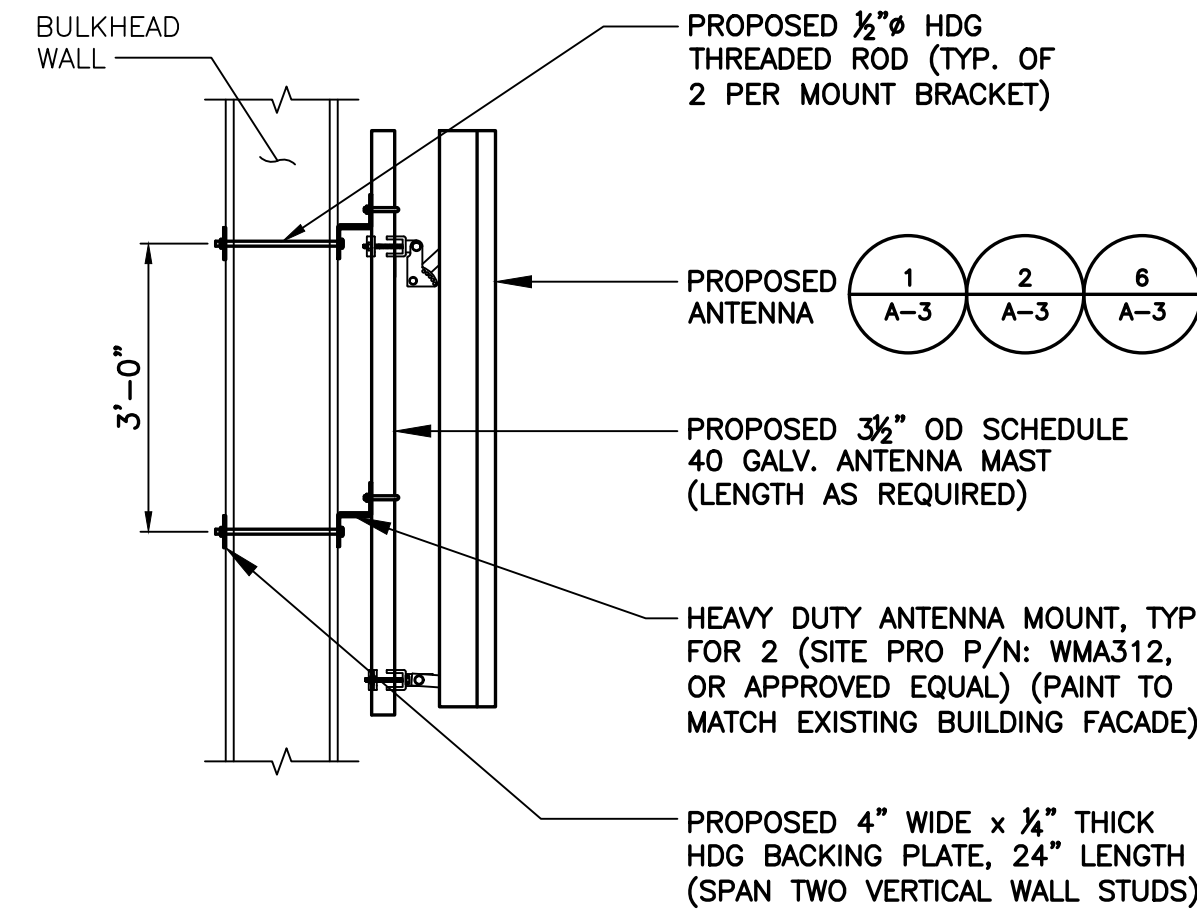 BULKHEAD
WALL
PROPOSED ½"ø HDG
THREADED ROD (TYP. OF
2 PER MOUNT BRACKET)
PROPOSED
ANTENNA
1
A-3
2
A-3
6
A-3
3'-0"
PROPOSED 3½" OD SCHEDULE
40 GALV. ANTENNA MAST
(LENGTH AS REQUIRED)
HEAVY DUTY ANTENNA MOUNT, TYP
FOR 2 (SITE PRO P/N: WMA312,
OR APPROVED EQUAL) (PAINT TO
MATCH EXISTING BUILDING FACADE)
PROPOSED 4" WIDE x ¼" THICK
HDG BACKING PLATE, 24" LENGTH
(SPAN TWO VERTICAL WALL STUDS)